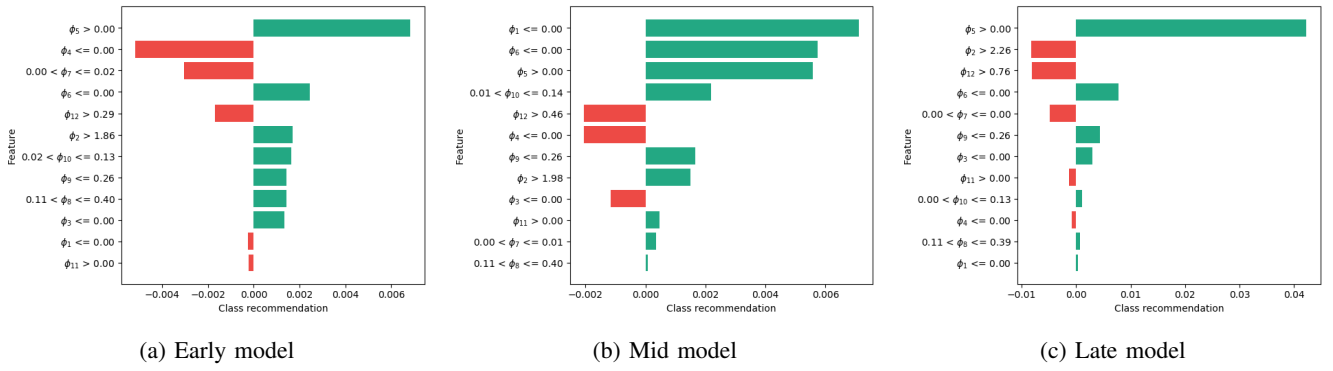 Feature
ϕ₅ > 0.00
ϕ₄ <= 0.00
0.00 < ϕ₇ <= 0.02
ϕ₆ <= 0.00
ϕ₁₂ > 0.29
ϕ₂ > 1.86
0.02 < ϕ₁₀ <= 0.13
ϕ₉ <= 0.26
0.11 < ϕ₈ <= 0.40
ϕ₃ <= 0.00
ϕ₁ <= 0.00
ϕ₁₁ > 0.00
−0.004 −0.002 0.000 0.002 0.004 0.006
Class recommendation
(a) Early model
Feature
ϕ₁ <= 0.00
ϕ₆ <= 0.00
ϕ₅ > 0.00
0.01 < ϕ₁₀ <= 0.14
ϕ₁₂ > 0.46
ϕ₄ <= 0.00
ϕ₉ <= 0.26
ϕ₂ > 1.98
ϕ₃ <= 0.00
ϕ₁₁ > 0.00
0.00 < ϕ₇ <= 0.01
0.11 < ϕ₈ <= 0.40
−0.002 0.000 0.002 0.004 0.006
Class recommendation
(b) Mid model
Feature
ϕ₅ > 0.00
ϕ₂ > 2.26
ϕ₁₂ > 0.76
ϕ₆ <= 0.00
0.00 < ϕ₇ <= 0.00
ϕ₉ <= 0.26
ϕ₃ <= 0.00
ϕ₁₁ > 0.00
0.00 < ϕ₁₀ <= 0.13
ϕ₄ <= 0.00
0.11 < ϕ₈ <= 0.39
ϕ₁ <= 0.00
−0.01 0.00 0.01 0.02 0.03 0.04
Class recommendation
(c) Late model